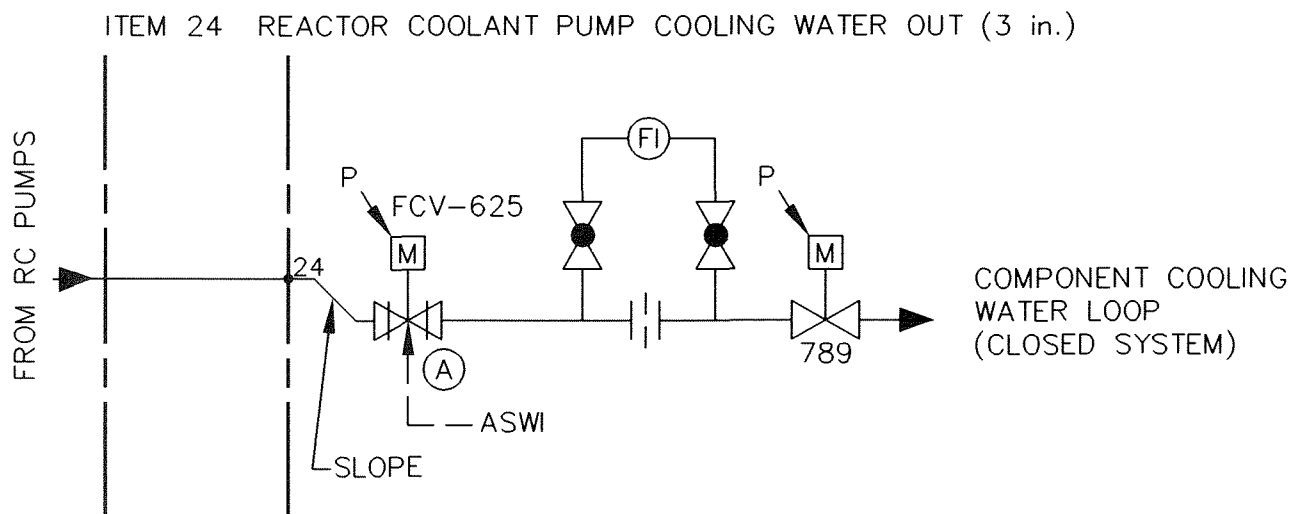 ITEM 24 REACTOR COOLANT PUMP COOLING WATER OUT (3 in.)
FROM RC PUMPS
FI
P
FCV-625
M
P
M
24
COMPONENT COOLING
WATER LOOP
(CLOSED SYSTEM)
789
A
ASWI
SLOPE